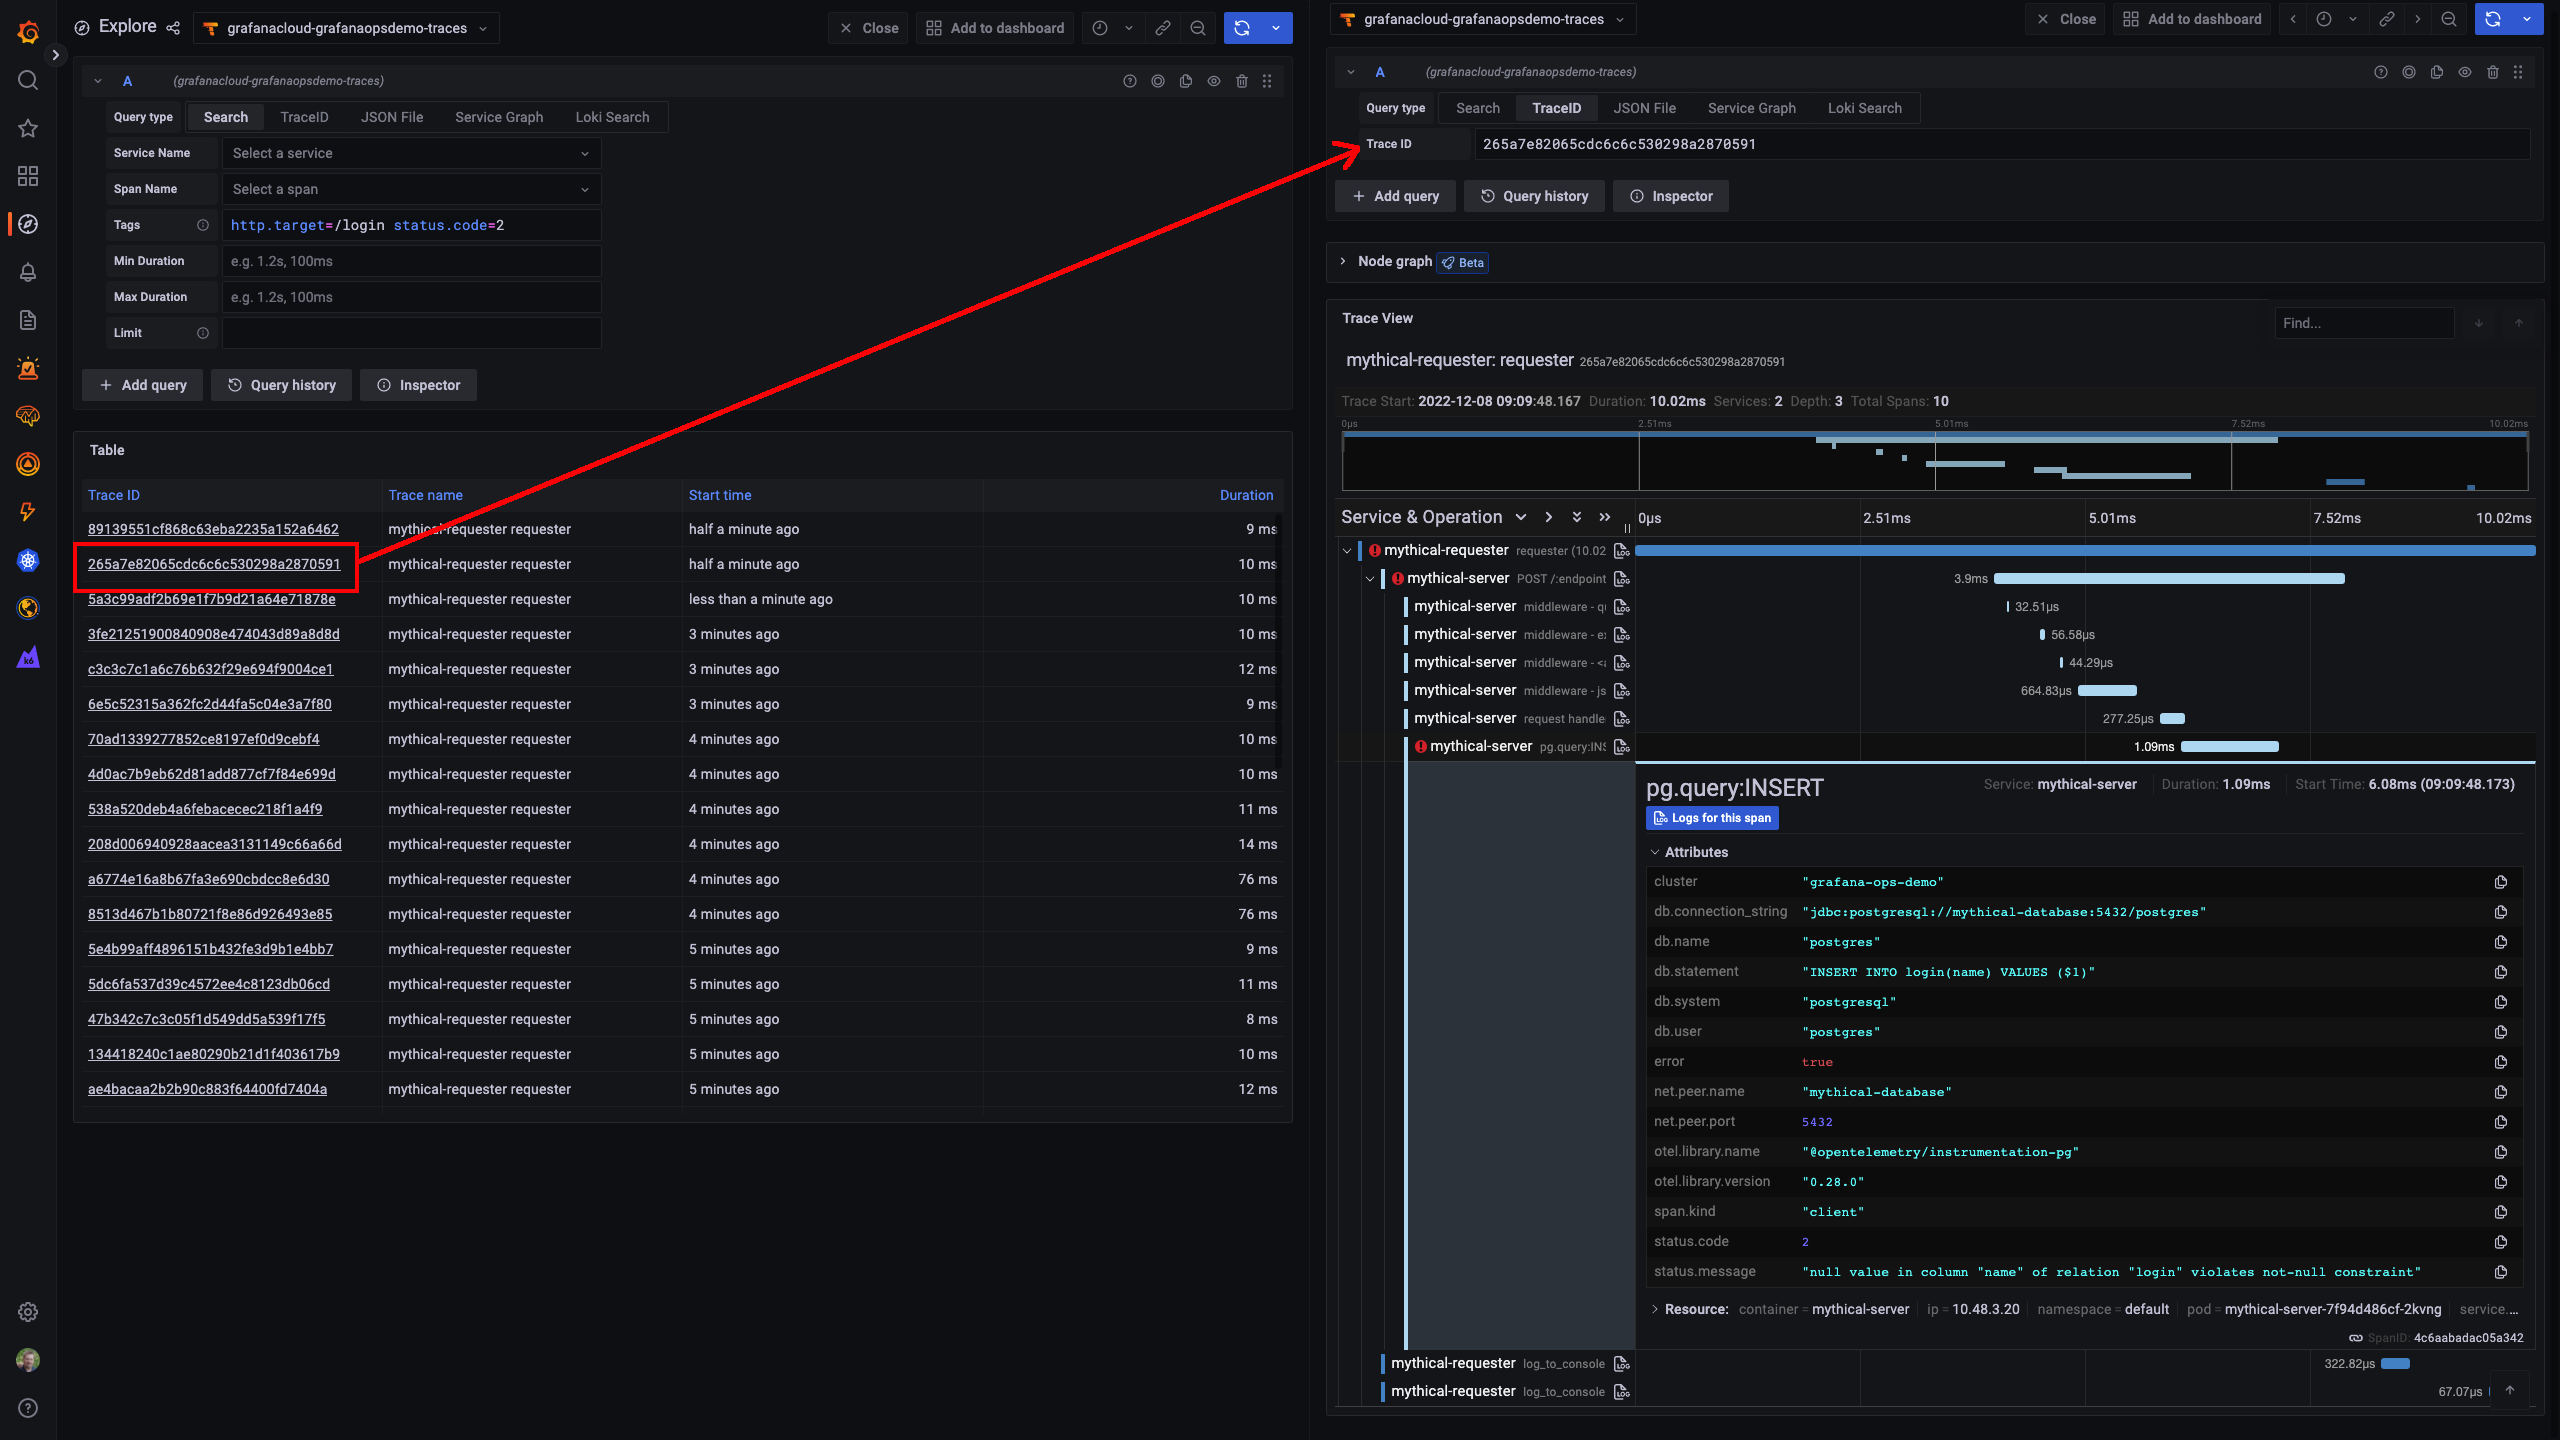 Explore
grafanacloud-grafanaopsdemo-traces
Close
Add to dashboard
A
(grafanacloud-grafanaopsdemo-traces)
Query type
Search
TraceID
JSON File
Service Graph
Loki Search
Service Name
Select a service
Span Name
Select a span
Tags
http.target=/login status.code=2
Min Duration
e.g. 1.2s, 100ms
Max Duration
e.g. 1.2s, 100ms
Limit
Add query
Query history
Inspector
Table
Trace ID Trace name Start time Duration
89139551cf868c63eba2235a152a6462 mythical-requester requester half a minute ago 9 ms
265a7e82065cdc6c6c530298a2870591 mythical-requester requester half a minute ago 10 ms
5a3c99adf2b69e1f7b9d21a64e71878e mythical-requester requester less than a minute ago 10 ms
3fe21251900840908e474043d89a8d8d mythical-requester requester 3 minutes ago 10 ms
c3c3c7c1a6c76b632f29e694f9004ce1 mythical-requester requester 3 minutes ago 12 ms
6e5c52315a362fc2d44fa5c04e3a7f80 mythical-requester requester 3 minutes ago 9 ms
70ad1339277852ce8197ef0d9cebf4 mythical-requester requester 4 minutes ago 10 ms
4d0ac7b9eb62d81add877cf7f84e699d mythical-requester requester 4 minutes ago 10 ms
538a520deb4a6febacecec218f1a4f9 mythical-requester requester 4 minutes ago 11 ms
208d006940928aacea3131149c66a66d mythical-requester requester 4 minutes ago 14 ms
a6774e16a8b67fa3e690cbdcc8e6d30 mythical-requester requester 4 minutes ago 76 ms
8513d467b1b80721f8e86d926493e85 mythical-requester requester 4 minutes ago 76 ms
5e4b99aff4896151b432fe3d9b1e4bb7 mythical-requester requester 5 minutes ago 9 ms
5dc6fa537d39c4572ee4c8123db06cd mythical-requester requester 5 minutes ago 11 ms
47b342c7c3c05f1d549dd5a539f17f5 mythical-requester requester 5 minutes ago 8 ms
134418240c1ae80290b21d1f403617b9 mythical-requester requester 5 minutes ago 10 ms
ae4bacaa2b2b90c883f64400fd7404a mythical-requester requester 5 minutes ago 12 ms
grafanacloud-grafanaopsdemo-traces
Close
Add to dashboard
A
(grafanacloud-grafanaopsdemo-traces)
Query type
Search
TraceID
JSON File
Service Graph
Loki Search
Trace ID
265a7e82065cdc6c6c530298a2870591
Add query
Query history
Inspector
Node graph
Beta
Trace View
Find...
mythical-requester: requester 265a7e82065cdc6c6c530298a2870591
Trace Start: 2022-12-08 09:09:48.167 Duration: 10.02ms Services: 2 Depth: 3 Total Spans: 10
0µs 2.51ms 5.01ms 7.52ms 10.02ms
Service & Operation 0µs 2.51ms 5.01ms 7.52ms 10.02ms
mythical-requester requester (10.02
mythical-server POST /:endpoint 3.9ms
mythical-server middleware - qu 32.51µs
mythical-server middleware - ex 56.58µs
mythical-server middleware - <a 44.29µs
mythical-server middleware - js 664.83µs
mythical-server request handle 277.25µs
mythical-server pg.query:INS 1.09ms
pg.query:INSERT
Service: mythical-server Duration: 1.09ms Start Time: 6.08ms (09:09:48.173)
Logs for this span
Attributes
cluster "grafana-ops-demo"
db.connection_string "jdbc:postgresql://mythical-database:5432/postgres"
db.name "postgres"
db.statement "INSERT INTO login(name) VALUES ($1)"
db.system "postgresql"
db.user "postgres"
error true
net.peer.name "mythical-database"
net.peer.port 5432
otel.library.name "@opentelemetry/instrumentation-pg"
otel.library.version "0.28.0"
span.kind "client"
status.code 2
status.message "null value in column "name" of relation "login" violates not-null constraint"
Resource: container = mythical-server ip = 10.48.3.20 namespace = default pod = mythical-server-7f94d486cf-2kvng service....
SpanID: 4c6aabadac05a342
mythical-requester log_to_console 322.82µs
mythical-requester log_to_console 67.07µs